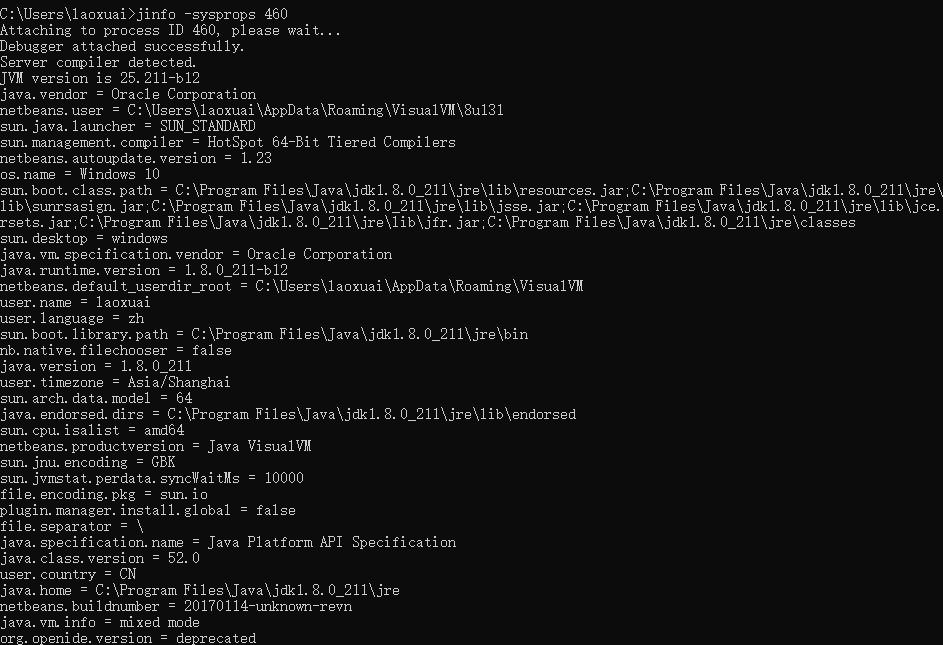 C:\Users\laoxuai>jinfo -sysprops 460
Attaching to process ID 460, please wait...
Debugger attached successfully.
Server compiler detected.
JVM version is 25.211-b12
java.vendor = Oracle Corporation
netbeans.user = C:\Users\laoxuai\AppData\Roaming\VisualVM\8u131
sun.java.launcher = SUN_STANDARD
sun.management.compiler = HotSpot 64-Bit Tiered Compilers
netbeans.autoupdate.version = 1.23
os.name = Windows 10
sun.boot.class.path = C:\Program Files\Java\jdk1.8.0_211\jre\lib\resources.jar;C:\Program Files\Java\jdk1.8.0_211\jre\
lib\sunrsasign.jar;C:\Program Files\Java\jdk1.8.0_211\jre\lib\jsse.jar;C:\Program Files\Java\jdk1.8.0_211\jre\lib\jce.
rsets.jar;C:\Program Files\Java\jdk1.8.0_211\jre\lib\jfr.jar;C:\Program Files\Java\jdk1.8.0_211\jre\classes
sun.desktop = windows
java.vm.specification.vendor = Oracle Corporation
java.runtime.version = 1.8.0_211-b12
netbeans.default_userdir_root = C:\Users\laoxuai\AppData\Roaming\VisualVM
user.name = laoxuai
user.language = zh
sun.boot.library.path = C:\Program Files\Java\jdk1.8.0_211\jre\bin
nb.native.filechooser = false
java.version = 1.8.0_211
user.timezone = Asia/Shanghai
sun.arch.data.model = 64
java.endorsed.dirs = C:\Program Files\Java\jdk1.8.0_211\jre\lib\endorsed
sun.cpu.isalist = amd64
netbeans.productversion = Java VisualVM
sun.jnu.encoding = GBK
sun.jvmstat.perdata.syncWaitMs = 10000
file.encoding.pkg = sun.io
plugin.manager.install.global = false
file.separator = \
java.specification.name = Java Platform API Specification
java.class.version = 52.0
user.country = CN
java.home = C:\Program Files\Java\jdk1.8.0_211\jre
netbeans.buildnumber = 20170114-unknown-revn
java.vm.info = mixed mode
org.openide.version = deprecated